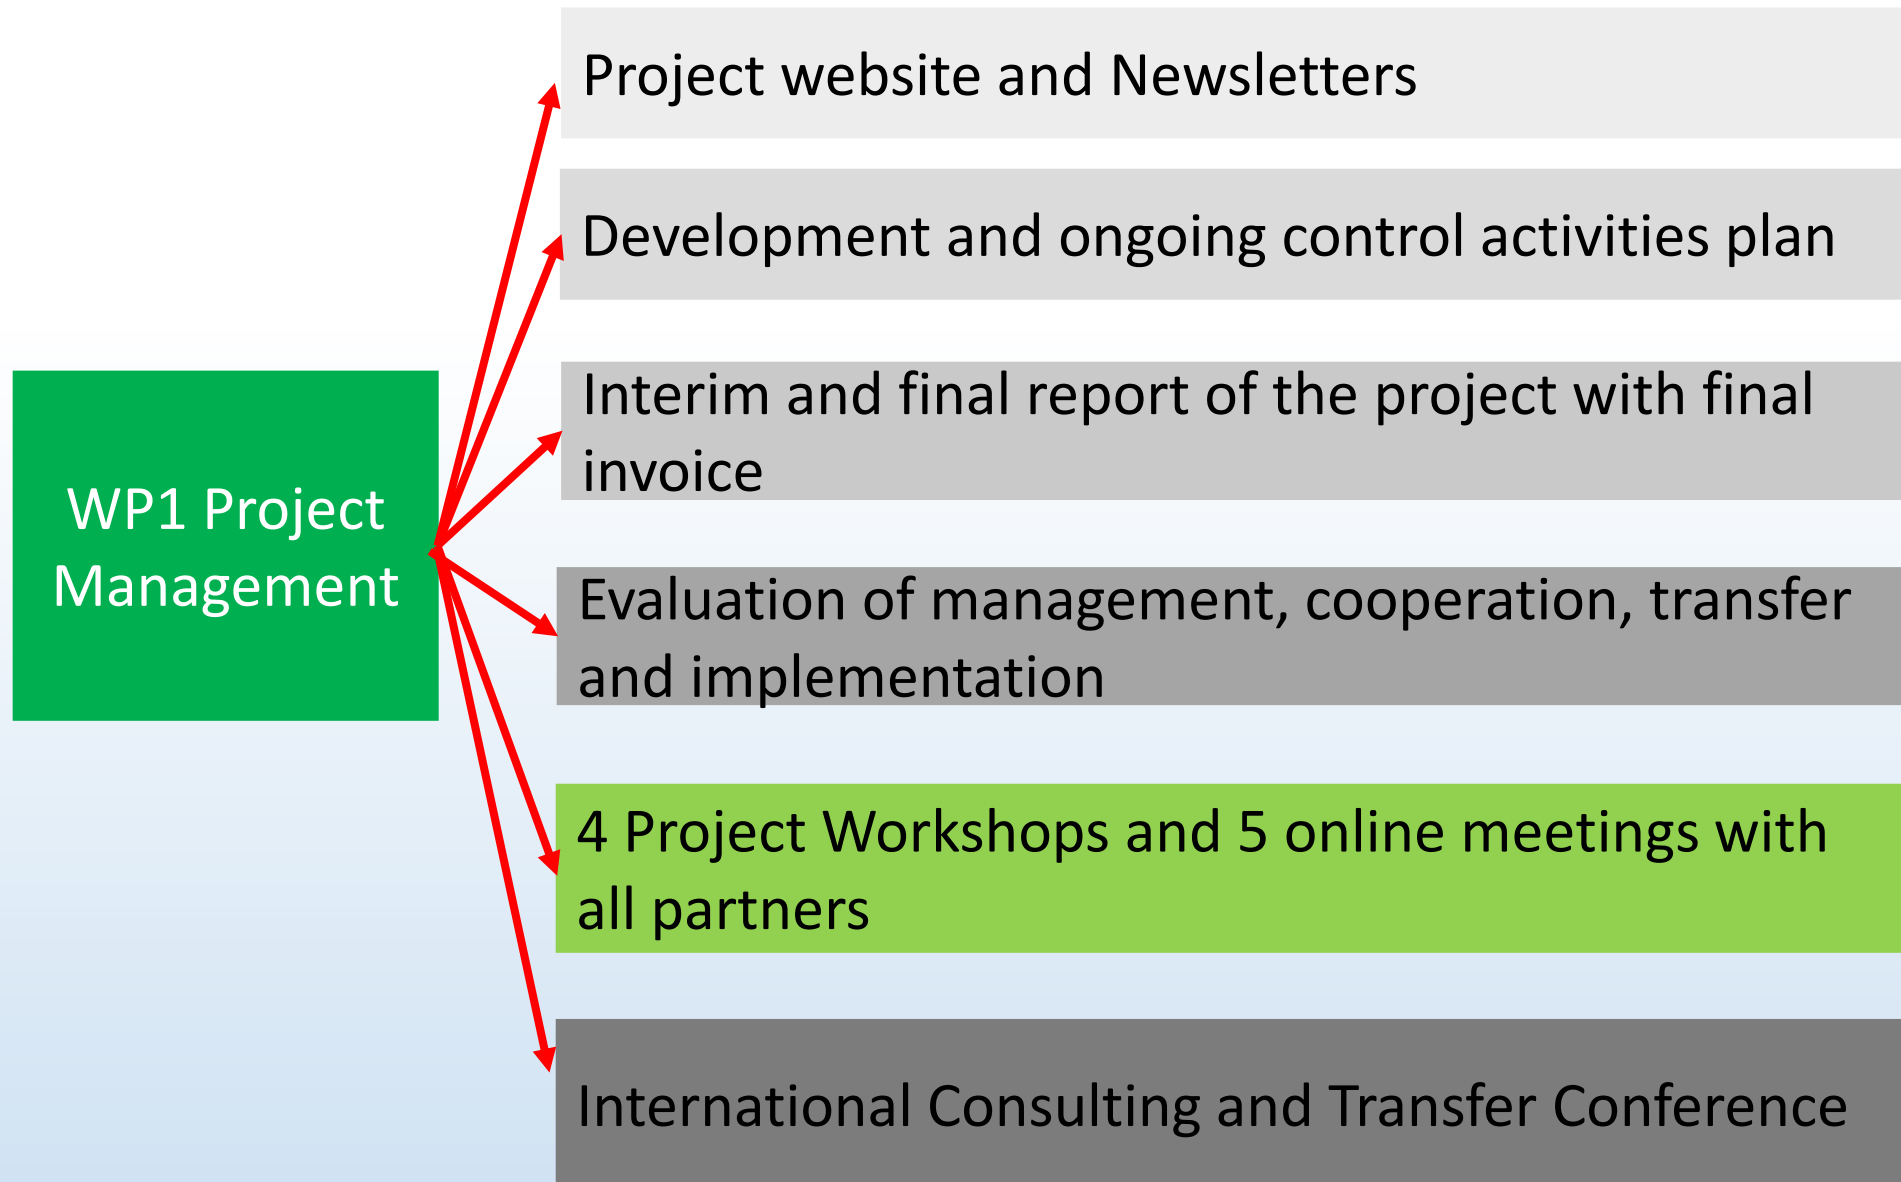 Project website and Newsletters
Development and ongoing control activities plan
Interim and final report of the project with final
invoice
WP1 Project
Management
Evaluation of management, cooperation, transfer
and implementation
4 Project Workshops and 5 online meetings with
all partners
International Consulting and Transfer Conference